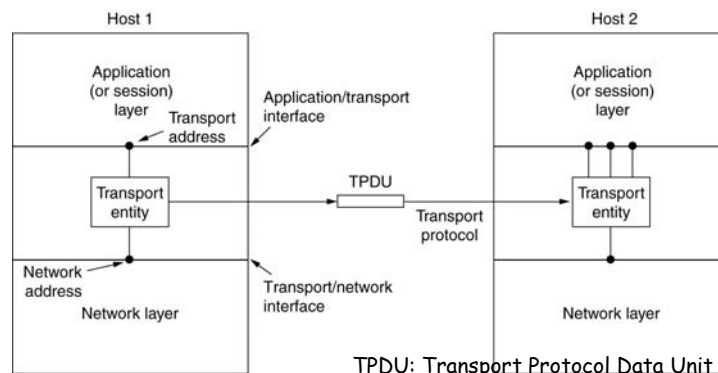 Host 1
Host 2
Application
(or session)
layer
Transport
address
Application/transport
interface
Application
(or session)
layer
Transport
entity
TPDU
Transport
protocol
Transport
entity
Network
address
Transport/network
interface
Network layer
Network layer
TPDU: Transport Protocol Data Unit